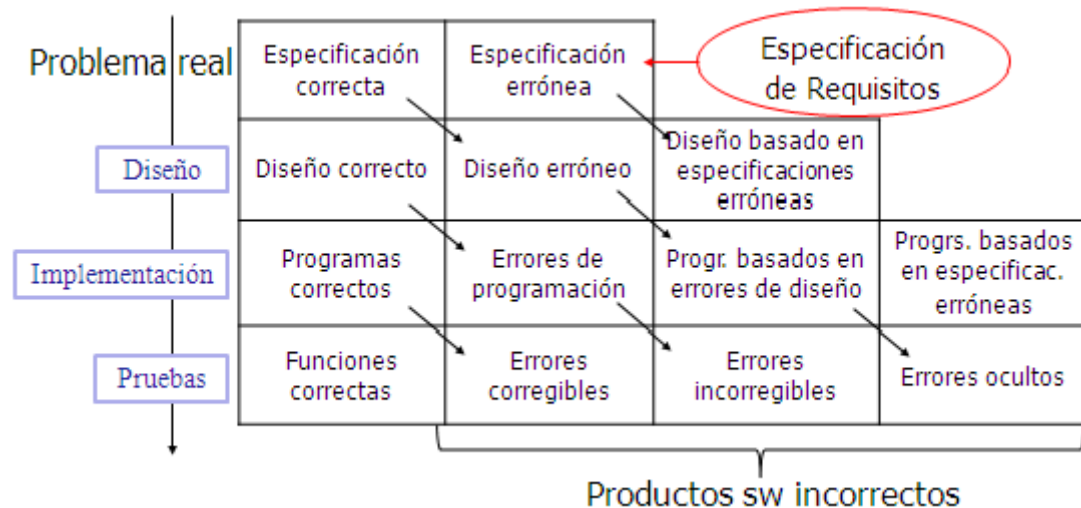 Problema real
Especificación
correcta
Especificación
errónea
Especificación
de Requisitos
Diseño
Diseño correcto
Diseño erróneo
Diseño basado en
especificaciones
erróneas
Implementación
Programas
correctos
Errores de
programación
Progr. basados en
errores de diseño
Progrs. basados
en especificac.
erróneas
Pruebas
Funciones
correctas
Errores
corregibles
Errores
incorregibles
Errores ocultos
Productos sw incorrectos